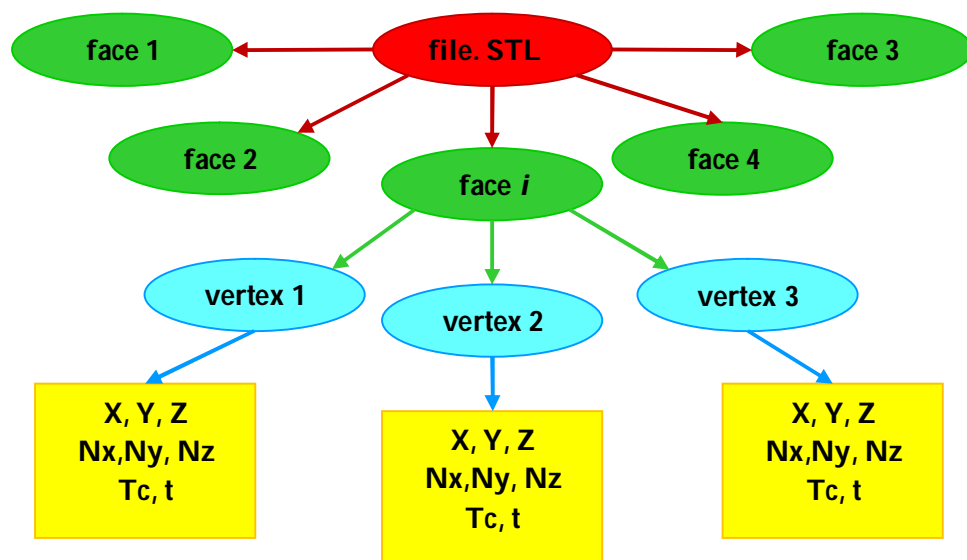 face 1
file. STL
face 3
face 2
face 4
face i
vertex 1
vertex 2
vertex 3
X, Y, Z
Nx,Ny, Nz
Tc, t
X, Y, Z
Nx,Ny, Nz
Tc, t
X, Y, Z
Nx,Ny, Nz
Tc, t